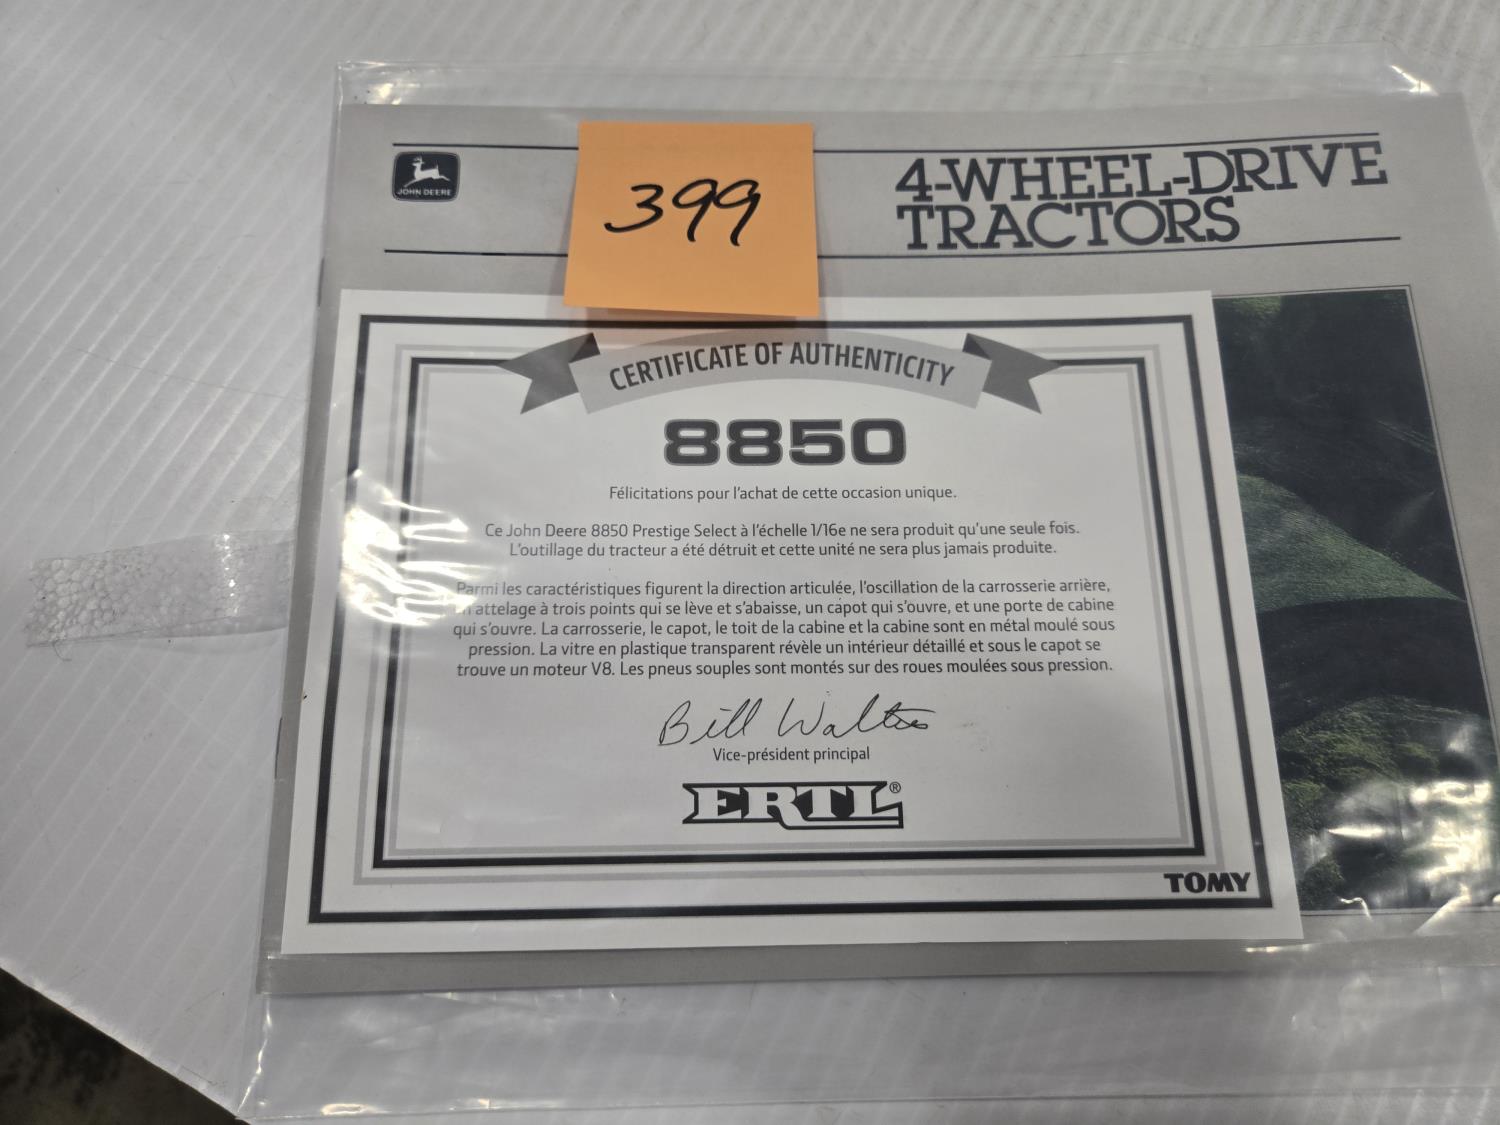 JOHN DEERE
399
4-WHEEL-DRIVE
TRACTORS
CERTIFICATE OF AUTHENTICITY
8850
Félicitations pour l'achat de cette occasion unique.
Ce John Deere 8850 Prestige Select à l'échelle 1/16e ne sera produit qu'une seule fois.
L'outillage du tracteur a été détruit et cette unité ne sera plus jamais produite.
Parmi les caractéristiques figurent la direction articulée, l'oscillation de la carrosserie arrière,
attelage à trois points qui se lève et s'abaisse, un capot qui s'ouvre, et une porte de cabine
qui s'ouvre. La carrosserie, le capot, le toit de la cabine et la cabine sont en métal moulé sous
pression. La vitre en plastique transparent révèle un intérieur détaillé et sous le capot se
trouve un moteur V8. Les pneus souples sont montés sur des roues moulées sous pression.
Bill Walters
Vice-président principal
ERTL®
TOMY